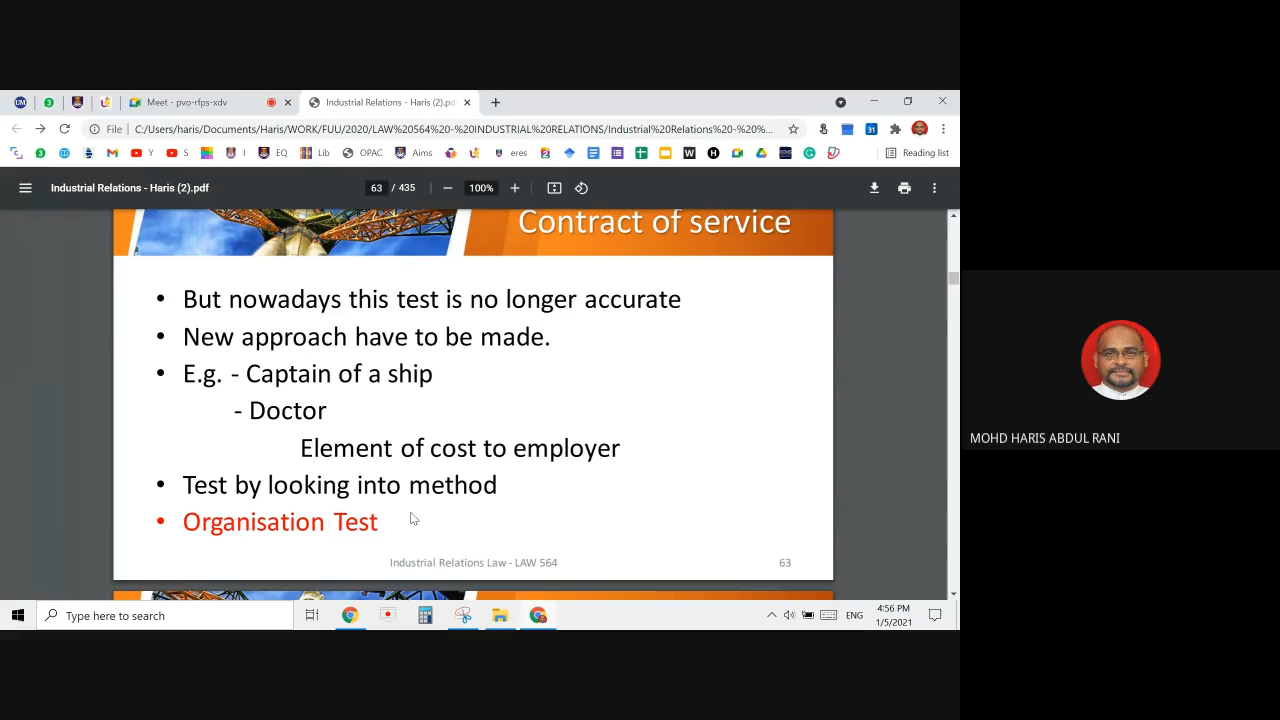 Meet - pvo-rfps-xdv
Industrial Relations - Haris (2).pd
File C:/Users/haris/Documents/Haris/WORK/FUU/2020/LAW%20564%20-%20INDUSTRIAL%20RELATIONS/Industrial%20Relations%20-%20%...
Y S I EQ Lib OPAC Aims eres Reading list
Industrial Relations - Haris (2).pdf 63 / 435 100%
Contract of service
• But nowadays this test is no longer accurate
• New approach have to be made.
• E.g. - Captain of a ship
- Doctor
Element of cost to employer
• Test by looking into method
• Organisation Test
Industrial Relations Law - LAW 564 63
MOHD HARIS ABDUL RANI
Type here to search
ENG 4:56 PM
1/5/2021